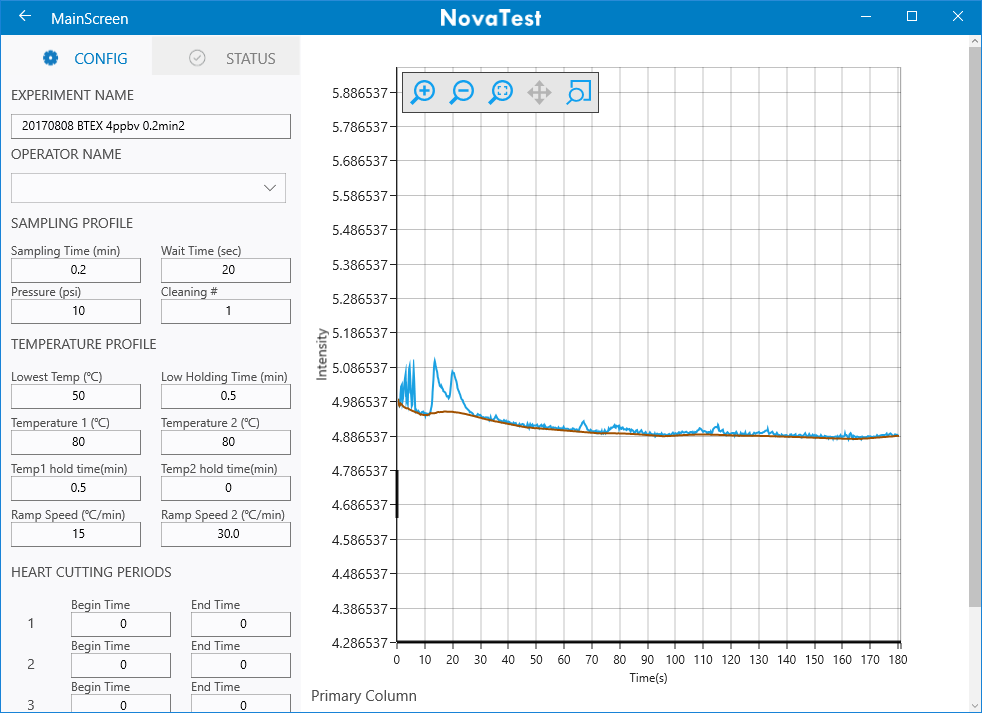 MainScreen
NovaTest
CONFIG
STATUS
EXPERIMENT NAME
20170808 BTEX 4ppbv 0.2min2
OPERATOR NAME
SAMPLING PROFILE
Sampling Time (min) Wait Time (sec)
0.2 20
Pressure (psi) Cleaning #
10 1
TEMPERATURE PROFILE
Lowest Temp (℃) Low Holding Time (min)
50 0.5
Temperature 1 (℃) Temperature 2 (℃)
80 80
Temp1 hold time(min) Temp2 hold time(min)
0.5 0
Ramp Speed (℃/min) Ramp Speed 2 (℃/min)
15 30.0
HEART CUTTING PERIODS
Begin Time End Time
1 0 0
Begin Time End Time
2 0 0
Begin Time End Time
3 0 0
Intensity
5.886537
5.786537
5.686537
5.586537
5.486537
5.386537
5.286537
5.186537
5.086537
4.986537
4.886537
4.786537
4.686537
4.586537
4.486537
4.386537
4.286537
0 10 20 30 40 50 60 70 80 90 100 110 120 130 140 150 160 170 180
Time(s)
Primary Column